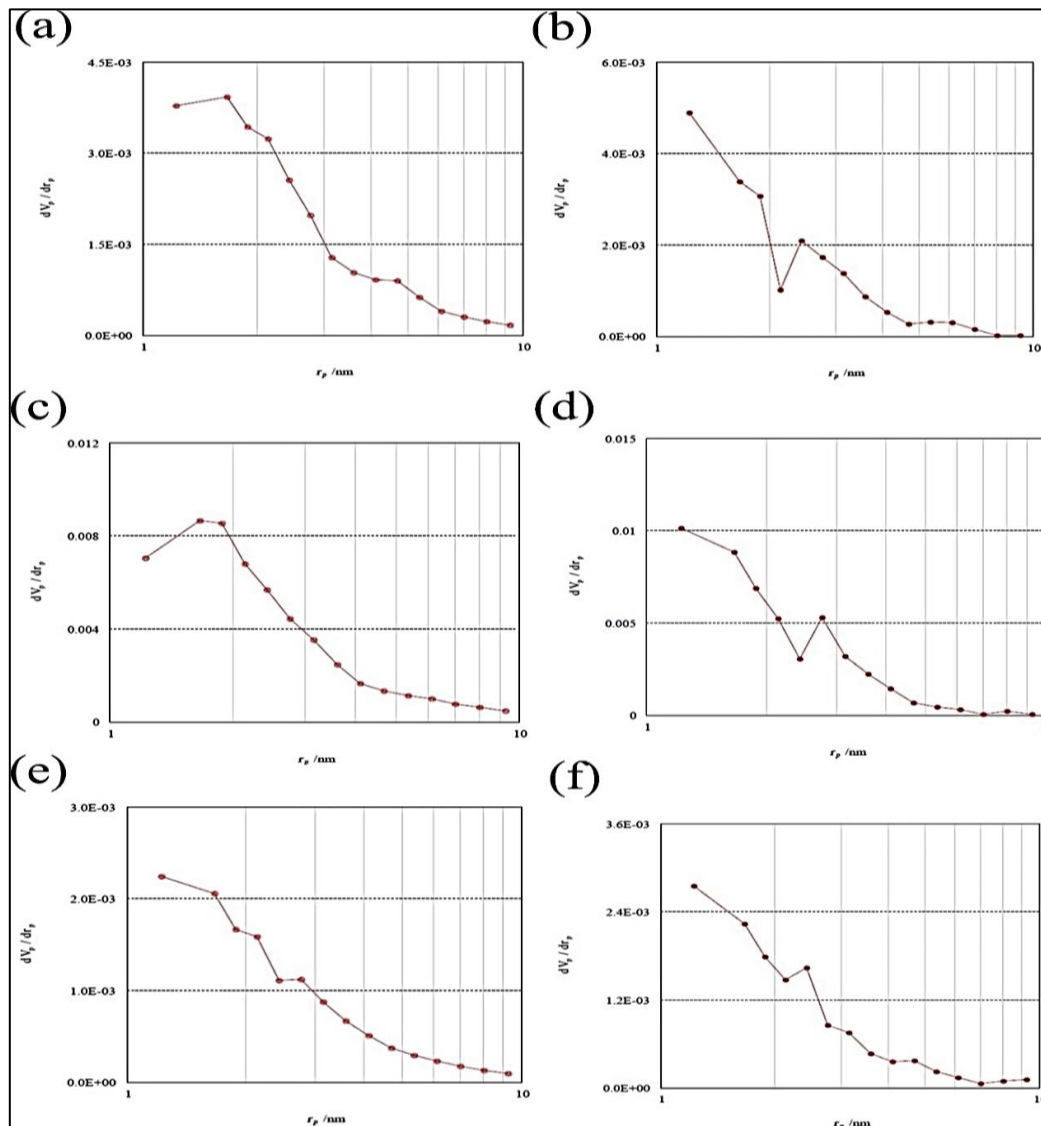 (a)
4.5E-03
3.0E-03
1.5E-03
0.0E+00
dVp / drp
1
10
rp /nm
(b)
6.0E-03
4.0E-03
2.0E-03
0.0E+00
dVp / drp
1
10
rp /nm
(c)
0.012
0.008
0.004
0
dVp / drp
1
10
rp /nm
(d)
0.015
0.01
0.005
0
dVp / drp
1
10
rp /nm
(e)
3.0E-03
2.0E-03
1.0E-03
0.0E+00
dVp / drp
1
10
rp /nm
(f)
3.6E-03
2.4E-03
1.2E-03
0.0E+00
dVp / drp
1
10